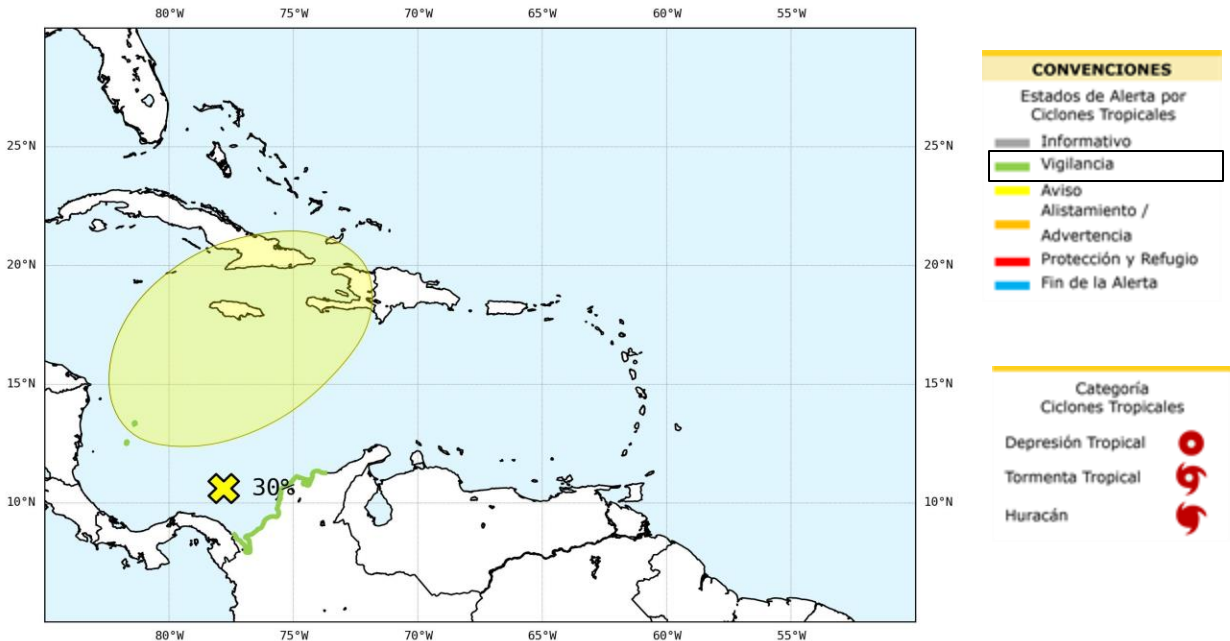 80°W 75°W 70°W 65°W 60°W 55°W
25°N 25°N
20°N 20°N
15°N 15°N
10°N 10°N
30%
80°W 75°W 70°W 65°W 60°W 55°W
CONVENCIONES
Estados de Alerta por
Ciclones Tropicales
Informativo
Vigilancia
Aviso
Alistamiento /
Advertencia
Protección y Refugio
Fin de la Alerta
Categoría
Ciclones Tropicales
Depresión Tropical
Tormenta Tropical
Huracán